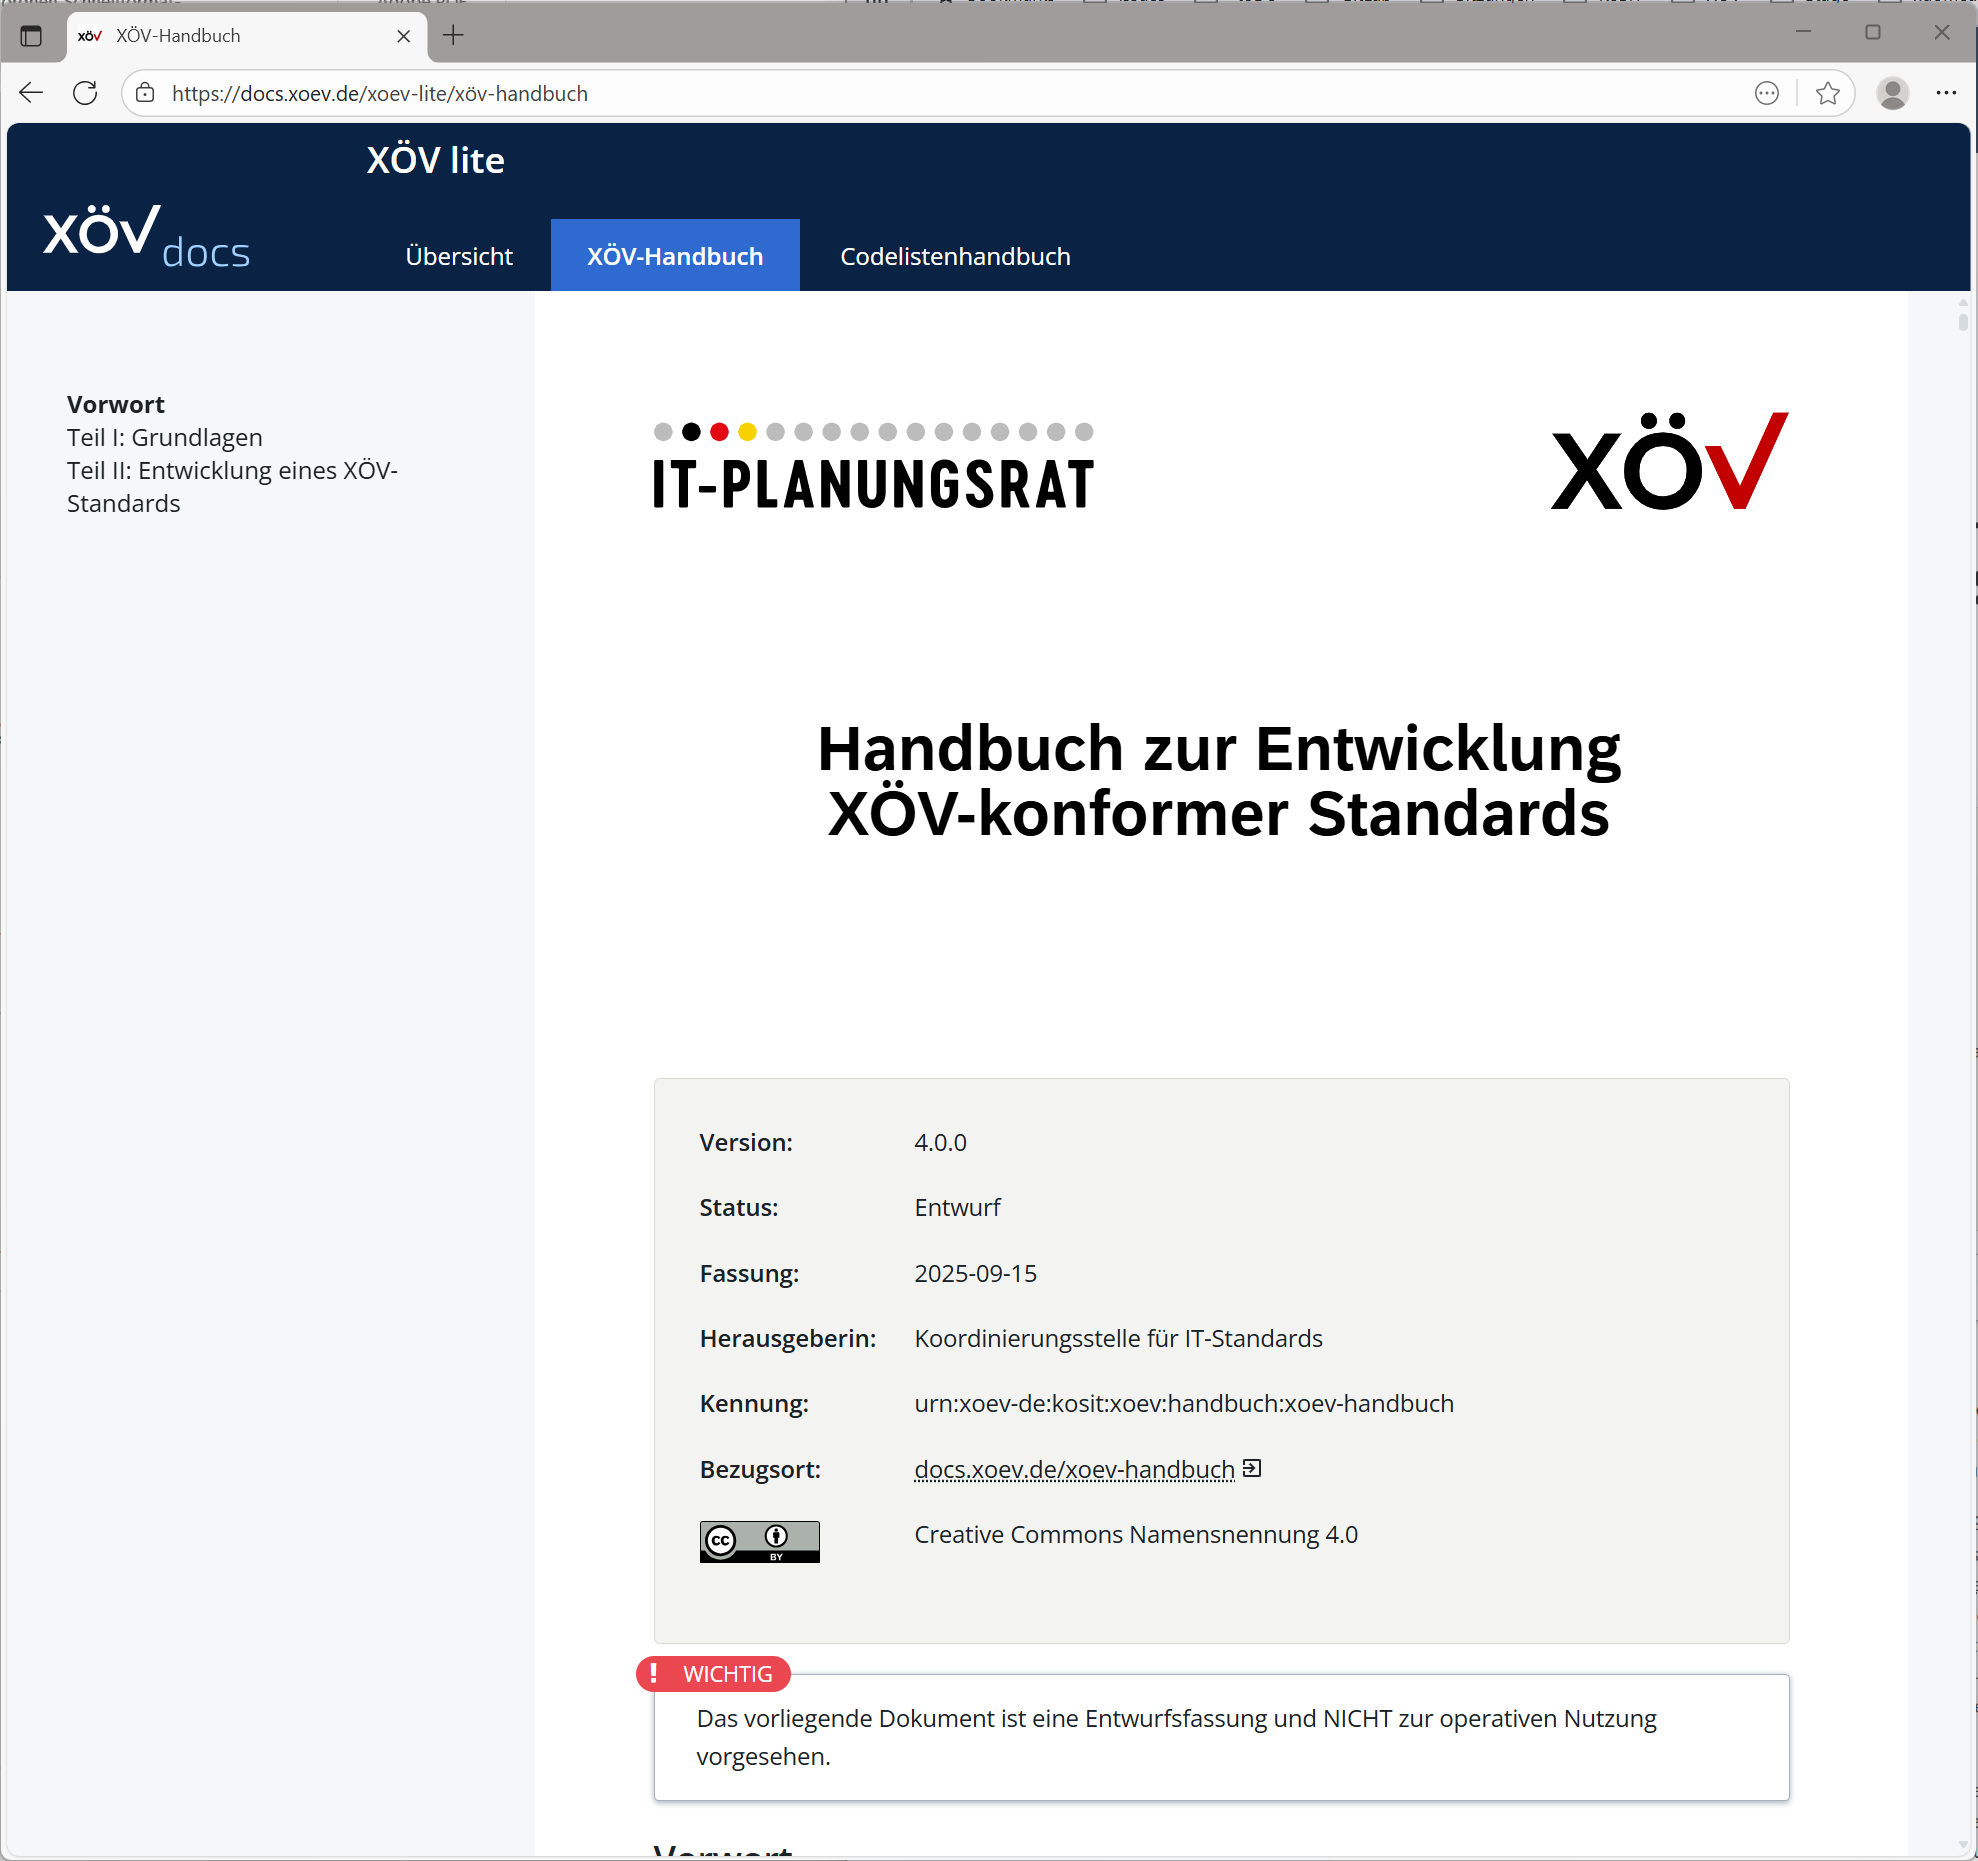 XÖV XÖV-Handbuch
https://docs.xoev.de/xoev-lite/xöv-handbuch
XÖV lite
XÖV docs
Übersicht
XÖV-Handbuch
Codelistenhandbuch
Vorwort
Teil I: Grundlagen
Teil II: Entwicklung eines XÖV-
Standards
IT-PLANUNGSRAT
XÖV
Handbuch zur Entwicklung
XÖV-konformer Standards
Version: 4.0.0
Status: Entwurf
Fassung: 2025-09-15
Herausgeberin: Koordinierungsstelle für IT-Standards
Kennung: urn:xoev-de:kosit:xoev:handbuch:xoev-handbuch
Bezugsort: docs.xoev.de/xoev-handbuch
cc BY Creative Commons Namensnennung 4.0
! WICHTIG
Das vorliegende Dokument ist eine Entwurfsfassung und NICHT zur operativen Nutzung
vorgesehen.
Vorwort